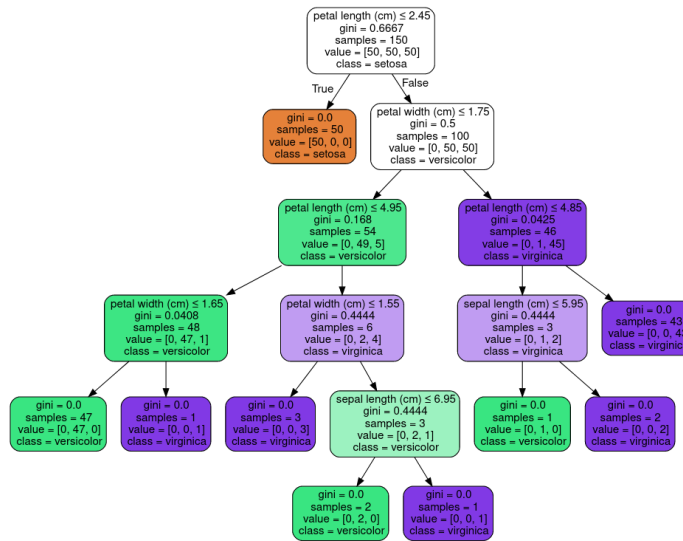 petal length (cm) ≤ 2.45
gini = 0.6667
samples = 150
value = [50, 50, 50]
class = setosa
True
False
gini = 0.0
samples = 50
value = [50, 0, 0]
class = setosa
petal width (cm) ≤ 1.75
gini = 0.5
samples = 100
value = [0, 50, 50]
class = versicolor
petal length (cm) ≤ 4.95
gini = 0.168
samples = 54
value = [0, 49, 5]
class = versicolor
petal length (cm) ≤ 4.85
gini = 0.0425
samples = 46
value = [0, 1, 45]
class = virginica
petal width (cm) ≤ 1.65
gini = 0.0408
samples = 48
value = [0, 47, 1]
class = versicolor
petal width (cm) ≤ 1.55
gini = 0.4444
samples = 6
value = [0, 2, 4]
class = virginica
sepal length (cm) ≤ 5.95
gini = 0.4444
samples = 3
value = [0, 1, 2]
class = virginica
gini = 0.0
samples = 43
value = [0, 0, 4
class = virginic
gini = 0.0
samples = 47
value = [0, 47, 0]
class = versicolor
gini = 0.0
samples = 1
value = [0, 0, 1]
class = virginica
gini = 0.0
samples = 3
value = [0, 0, 3]
class = virginica
sepal length (cm) ≤ 6.95
gini = 0.4444
samples = 3
value = [0, 2, 1]
class = versicolor
gini = 0.0
samples = 1
value = [0, 1, 0]
class = versicolor
gini = 0.0
samples = 2
value = [0, 0, 2]
class = virginica
gini = 0.0
samples = 2
value = [0, 2, 0]
class = versicolor
gini = 0.0
samples = 1
value = [0, 0, 1]
class = virginica